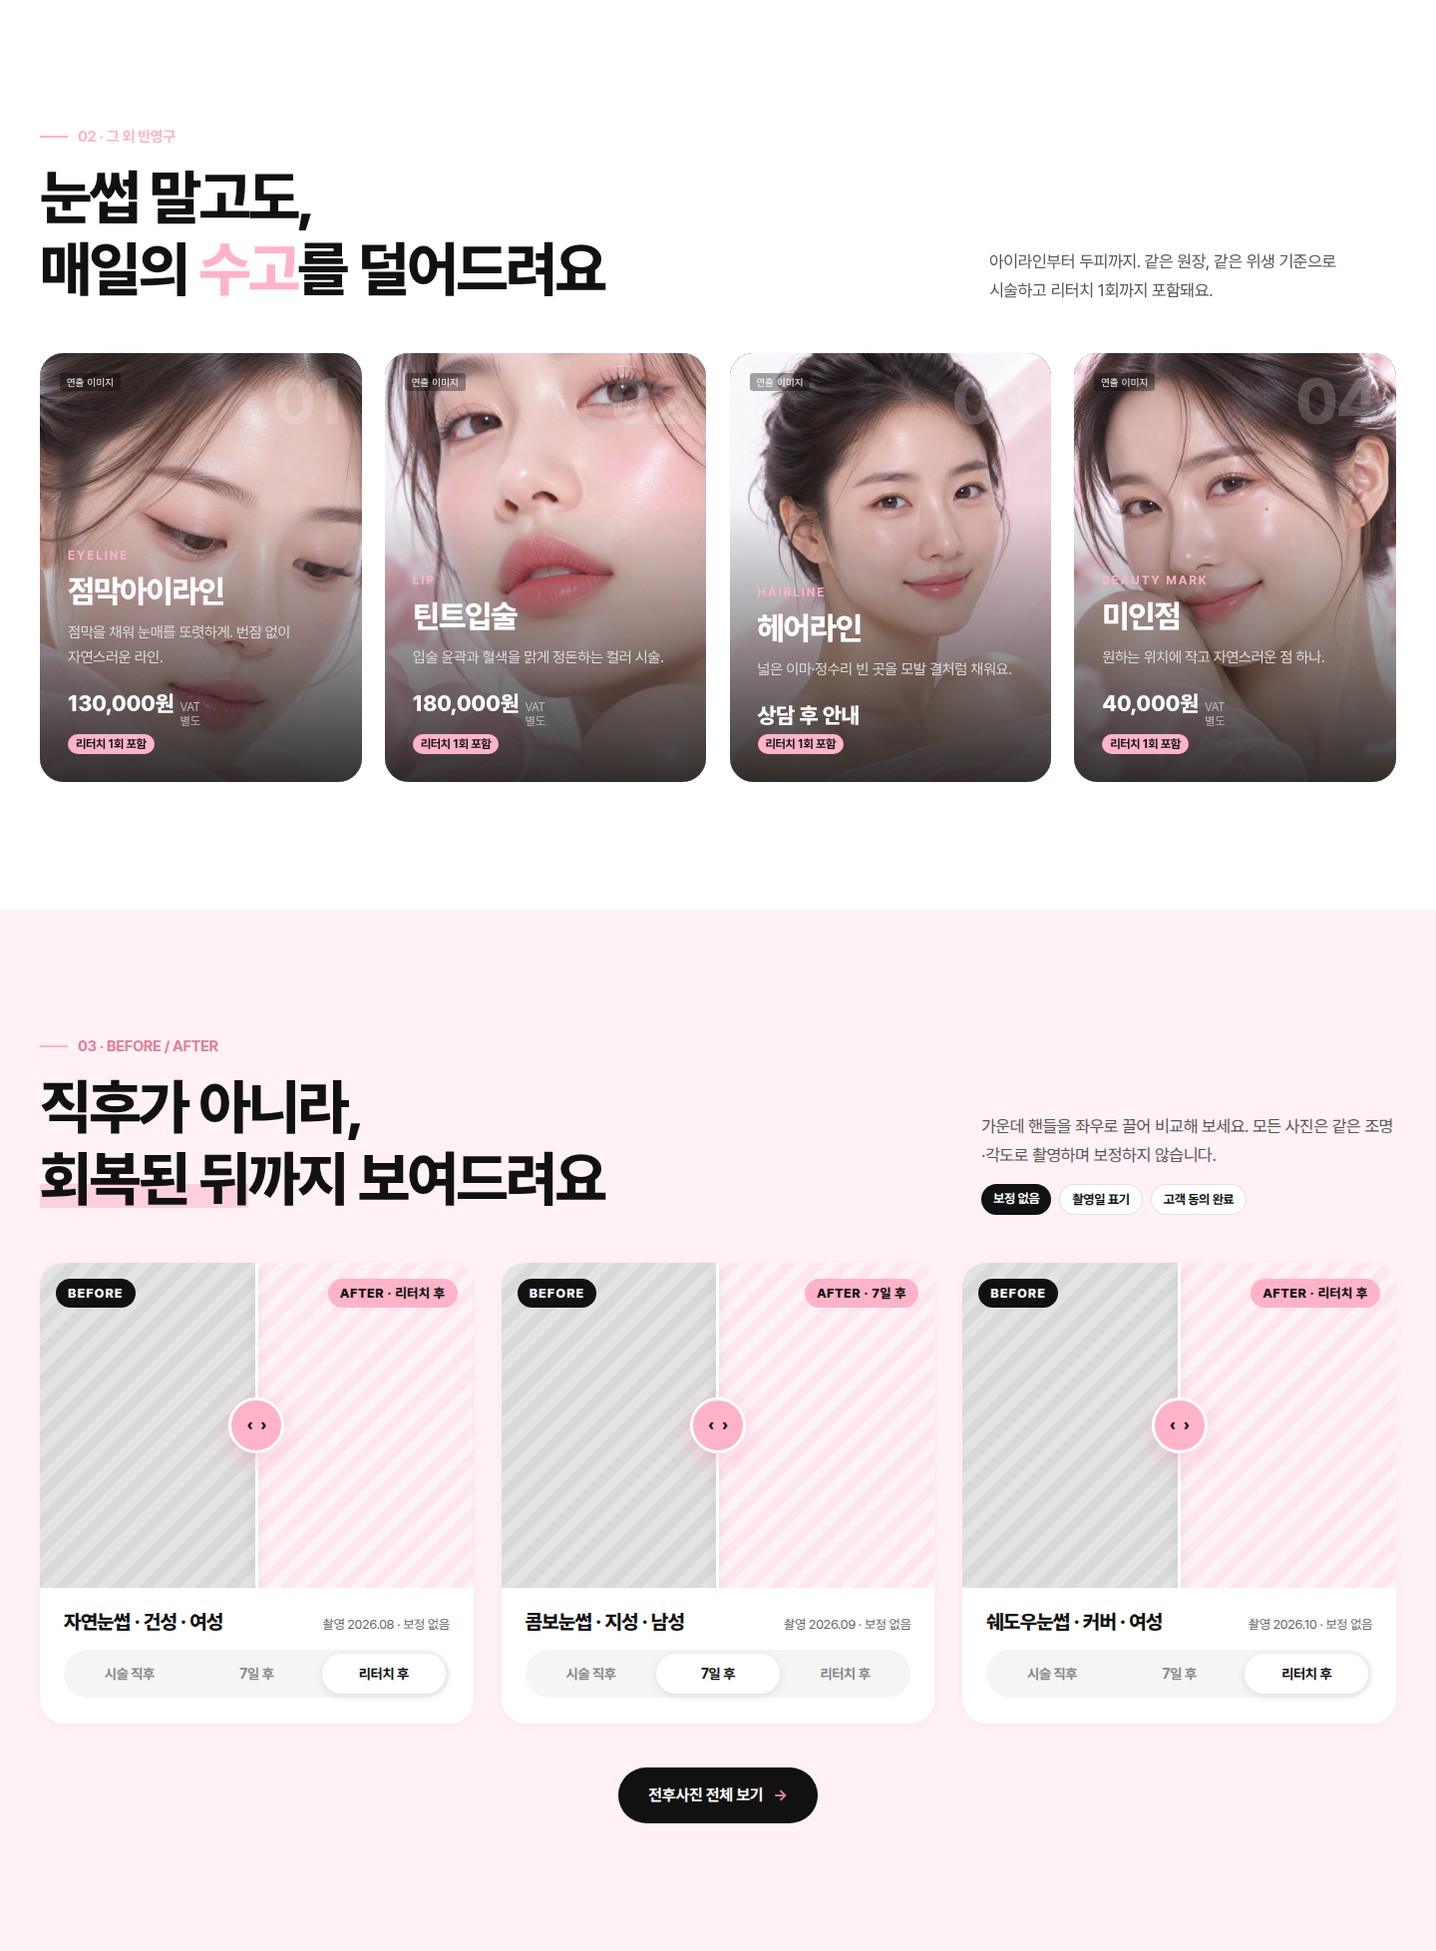 02 · 그 외 반영구
눈썹 말고도,
매일의 수고를 덜어드려요
아이라인부터 두피까지. 같은 원장, 같은 위생 기준으로
시술하고 리터치 1회까지 포함돼요.
연출 이미지
01
EYELINE
점막아이라인
점막을 채워 눈매를 또렷하게. 번짐 없이
자연스러운 라인.
130,000원 VAT
별도
리터치 1회 포함
연출 이미지
02
LIP
틴트입술
입술 윤곽과 혈색을 맑게 정돈하는 컬러 시술.
180,000원 VAT
별도
리터치 1회 포함
연출 이미지
03
HAIRLINE
헤어라인
넓은 이마·정수리 빈 곳을 모발 결처럼 채워요.
상담 후 안내
리터치 1회 포함
연출 이미지
04
BEAUTY MARK
미인점
원하는 위치에 작고 자연스러운 점 하나.
40,000원 VAT
별도
리터치 1회 포함
03 · BEFORE / AFTER
직후가 아니라,
회복된 뒤까지 보여드려요
가운데 핸들을 좌우로 끌어 비교해 보세요. 모든 사진은 같은 조명
·각도로 촬영하며 보정하지 않습니다.
보정 없음 촬영일 표기 고객 동의 완료
BEFORE
AFTER · 리터치 후
‹ ›
자연눈썹 · 건성 · 여성
촬영 2026.08 · 보정 없음
시술 직후 7일 후 리터치 후
BEFORE
AFTER · 7일 후
‹ ›
콤보눈썹 · 지성 · 남성
촬영 2026.09 · 보정 없음
시술 직후 7일 후 리터치 후
BEFORE
AFTER · 리터치 후
‹ ›
쉐도우눈썹 · 커버 · 여성
촬영 2026.10 · 보정 없음
시술 직후 7일 후 리터치 후
전후사진 전체 보기 →